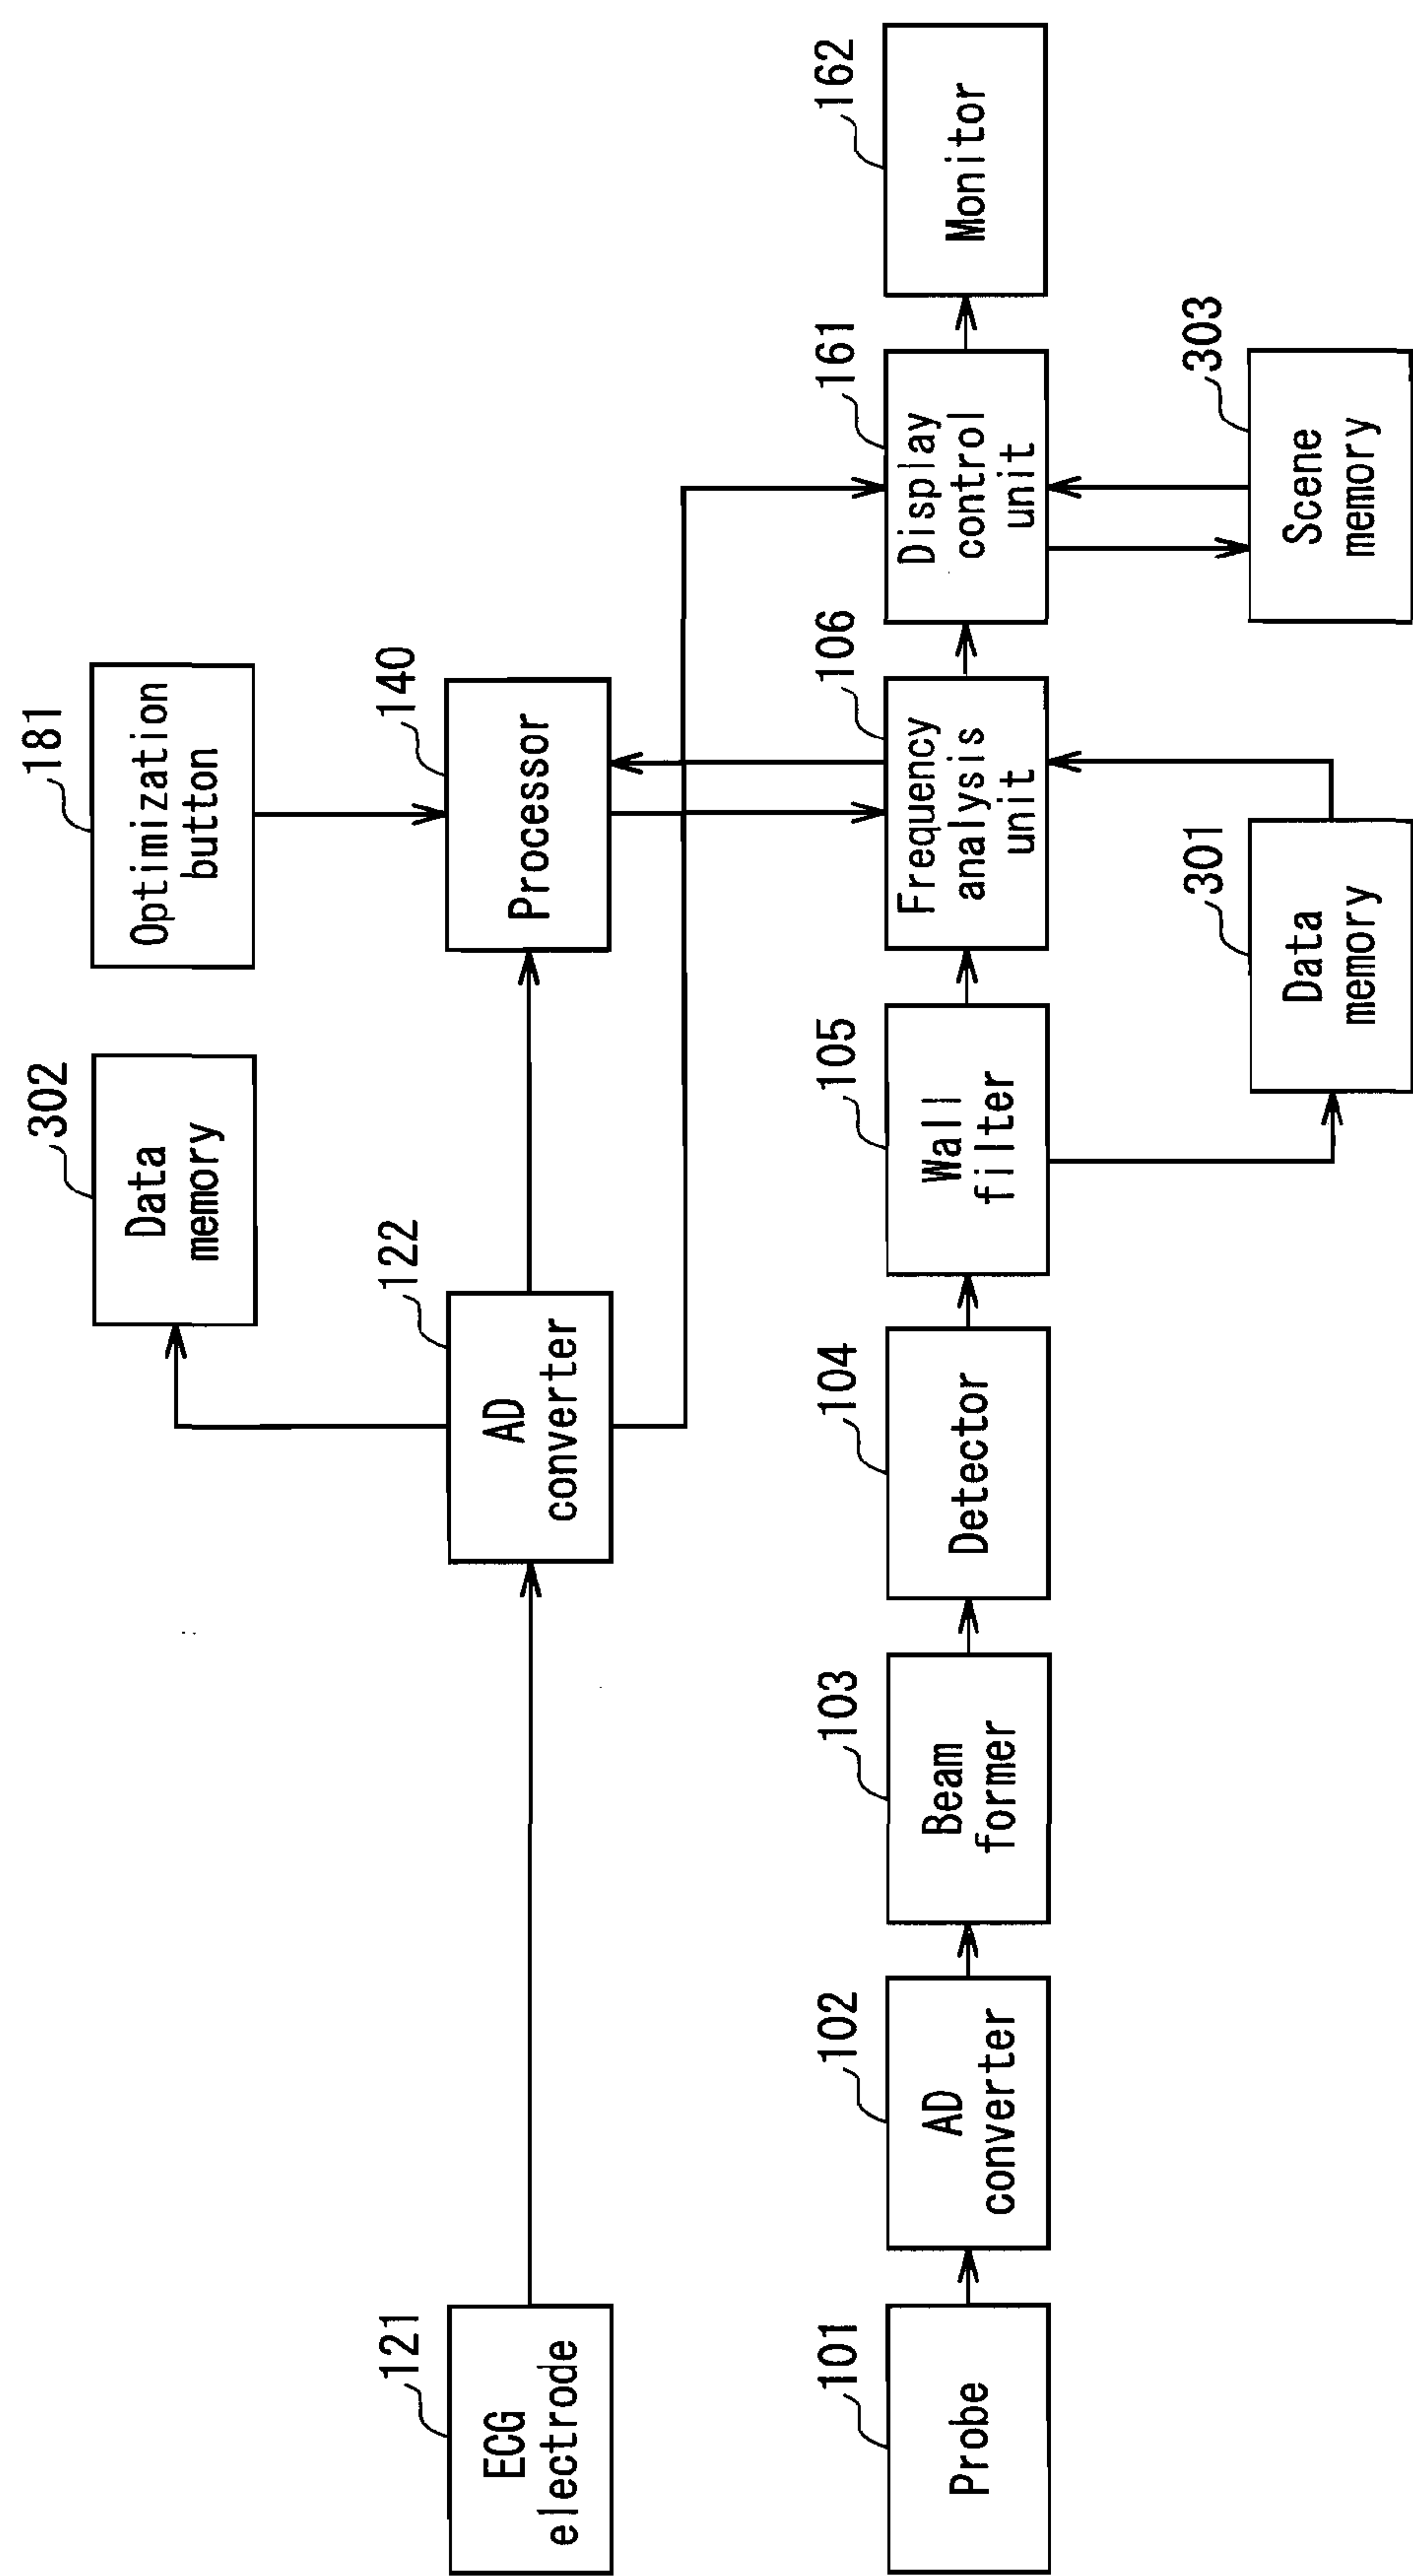 181
Optimization
button
302
Data
memory
121
ECG
electrode
122
AD
converter
140
Processor
101
Probe
102
AD
converter
103
Beam
former
104
Detector
105
Wall
filter
106
Frequency
analysis
unit
161
Display
control
unit
162
Monitor
301
Data
memory
303
Scene
memory